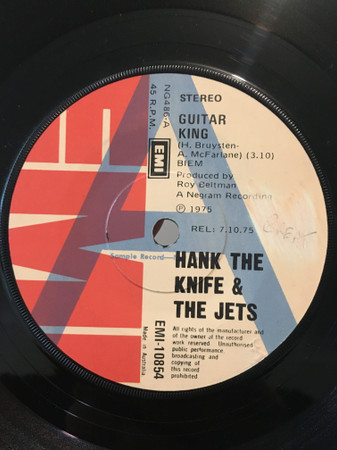 STEREO
NG486-A
45 R.P.M.
EMI
GUITAR
KING
(H. Bruysten-
A. McFarlane) (3.10)
BIEM
Produced by
Roy Beltman
A Negram Recording
℗ 1975
REL: 7.10.75
Sample Record—
HANK THE
KNIFE &
THE JETS
EMI-10854
Made in Australia
All rights of the manufacturer and
of the owner of the record
work reserved. Unauthorised
public performance,
broadcasting and
copying of
this record
prohibited.
EMI
A